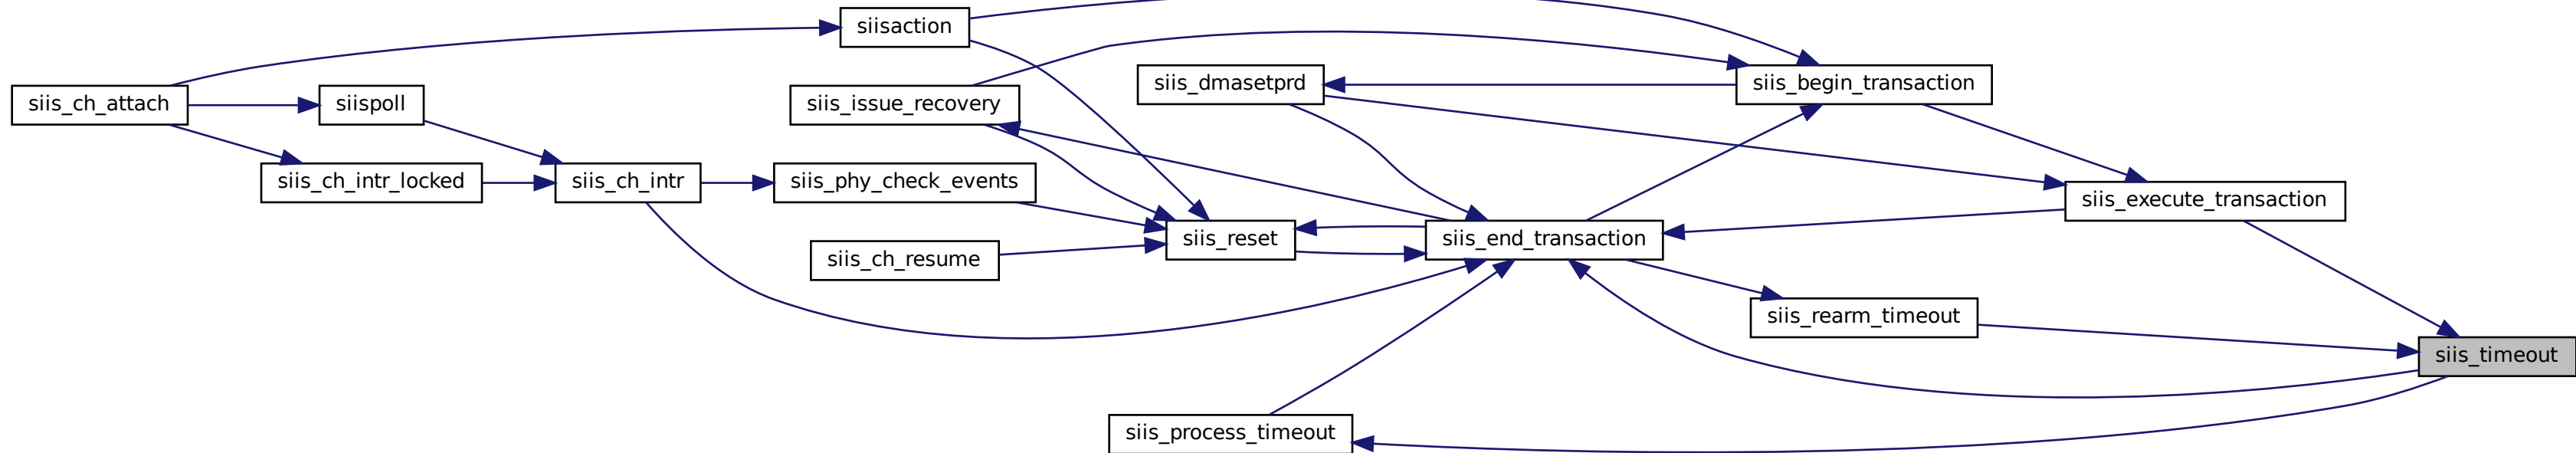 siisaction
siis_ch_attach
siispoll
siis_issue_recovery
siis_dmasetprd
siis_begin_transaction
siis_ch_intr_locked
siis_ch_intr
siis_phy_check_events
siis_execute_transaction
siis_ch_resume
siis_reset
siis_end_transaction
siis_rearm_timeout
siis_timeout
siis_process_timeout